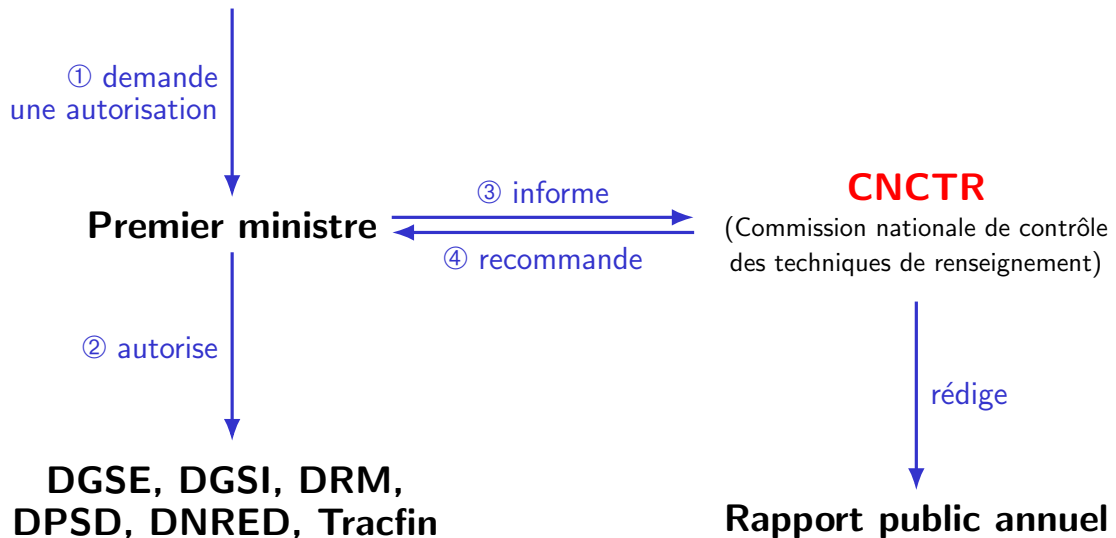 ① demande
une autorisation
Premier ministre
③ informe
④ recommande
CNCTR
(Commission nationale de contrôle
des techniques de renseignement)
② autorise
rédige
DGSE, DGSI, DRM,
DPSD, DNRED, Tracfin
Rapport public annuel